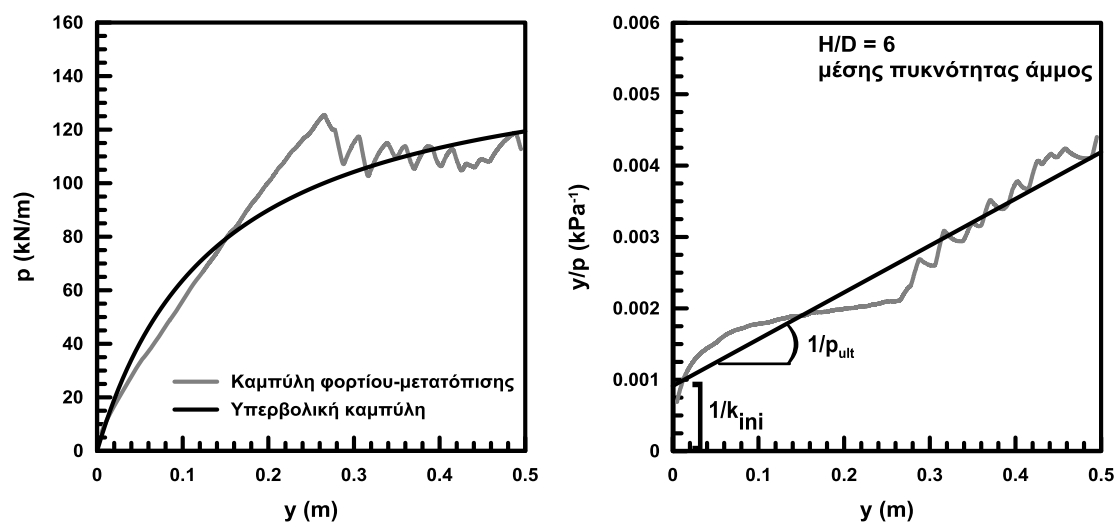 160
140
120
100
80
60
40
20
0
p (kN/m)
0
0.1
0.2
0.3
0.4
0.5
y (m)
Καμπύλη φορτίου-μετατόπισης
Υπερβολική καμπύλη
0.006
0.005
0.004
0.003
0.002
0.001
0
y/p (kPa-1)
H/D = 6
μέσης πυκνότητας άμμος
1/pult
1/kini
0
0.1
0.2
0.3
0.4
0.5
y (m)